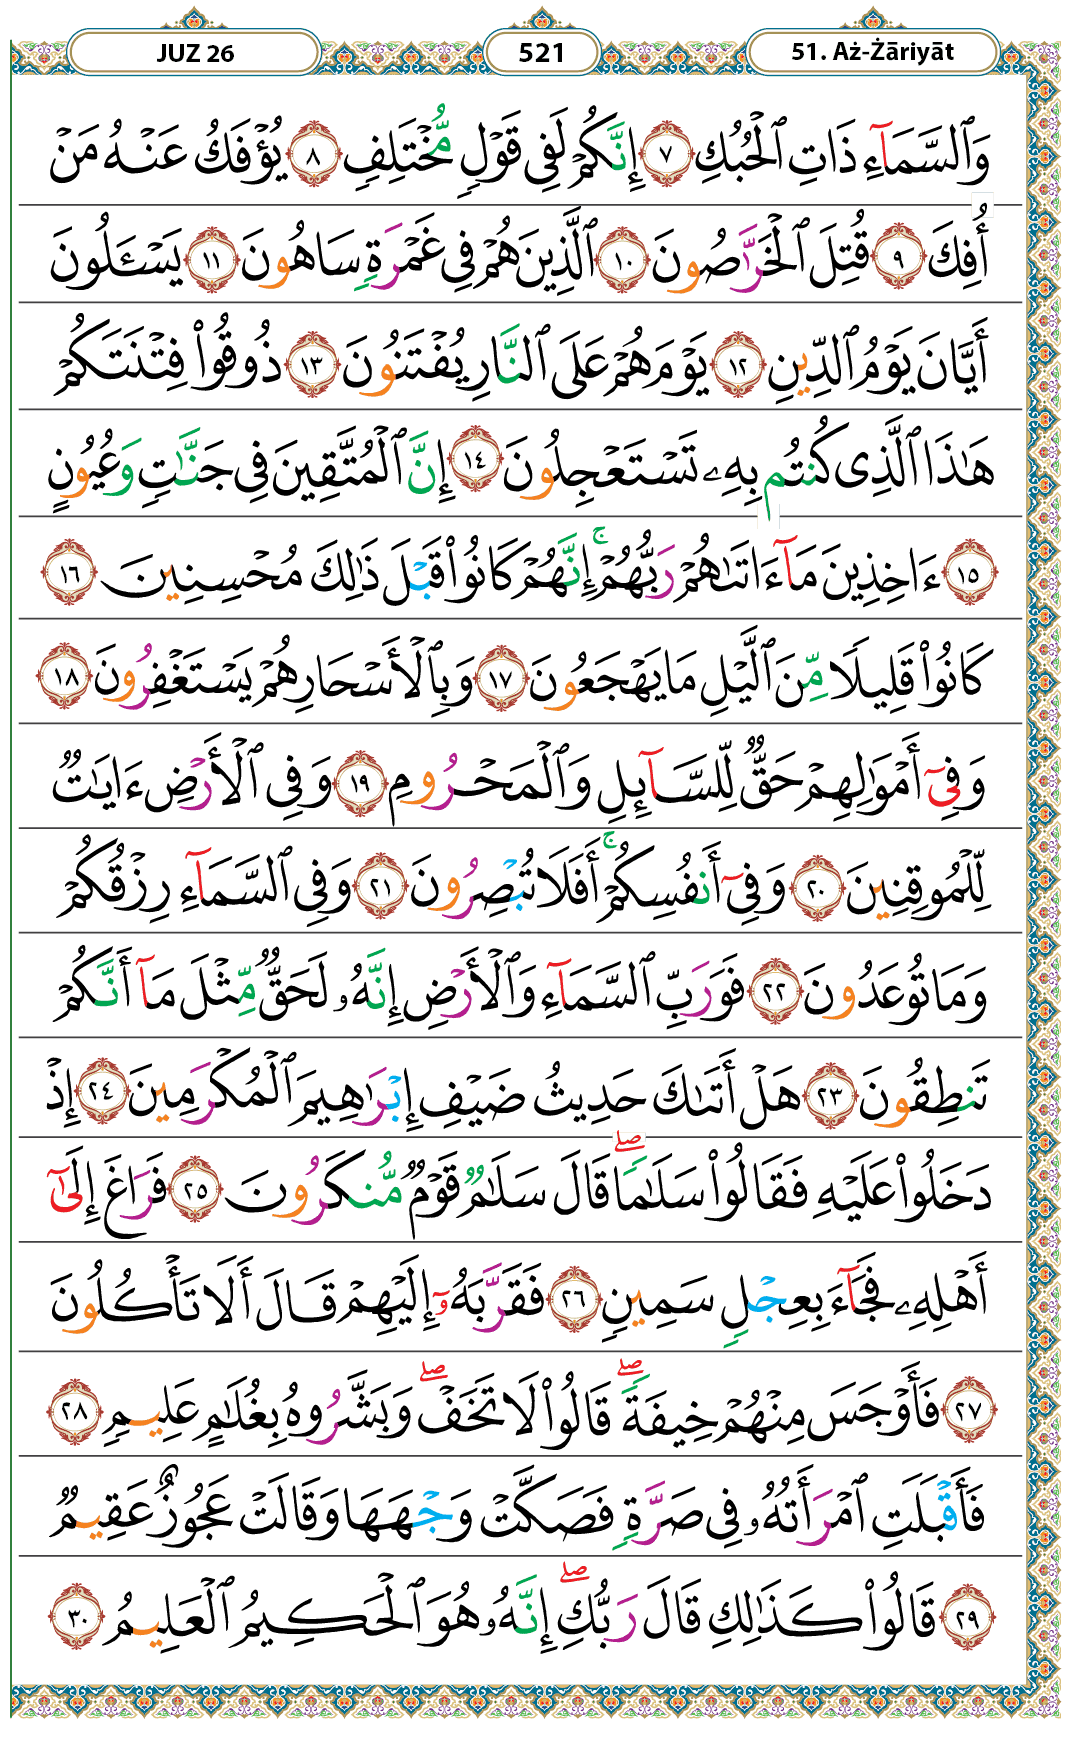 JUZ 26
521
51. Aż-Żāriyāt
وَٱلسَّمَآءِ ذَاتِ ٱلْحُبُكِ ٧ إِنَّكُمْ لَفِى قَوْلٍ مُّخْتَلِفٍ ٨ يُؤْفَكُ عَنْهُ مَنْ
أُفِكَ ٩ قُتِلَ ٱلْخَرَّٰصُونَ ١٠ ٱلَّذِينَ هُمْ فِى غَمْرَةٍ سَاهُونَ ١١ يَسْـَٔلُونَ
أَيَّانَ يَوْمُ ٱلدِّينِ ١٢ يَوْمَ هُمْ عَلَى ٱلنَّارِ يُفْتَنُونَ ١٣ ذُوقُوا۟ فِتْنَتَكُمْ
هَٰذَا ٱلَّذِى كُنتُم بِهِۦ تَسْتَعْجِلُونَ ١٤ إِنَّ ٱلْمُتَّقِينَ فِى جَنَّٰتٍ وَعُيُونٍ
١٥ ءَاخِذِينَ مَآ ءَاتَىٰهُمْ رَبُّهُمْ ۚ إِنَّهُمْ كَانُوا۟ قَبْلَ ذَٰلِكَ مُحْسِنِينَ ١٦
كَانُوا۟ قَلِيلًا مِّنَ ٱلَّيْلِ مَا يَهْجَعُونَ ١٧ وَبِٱلْأَسْحَارِ هُمْ يَسْتَغْفِرُونَ ١٨
وَفِىٓ أَمْوَٰلِهِمْ حَقٌّ لِّلسَّآئِلِ وَٱلْمَحْرُومِ ١٩ وَفِى ٱلْأَرْضِ ءَايَٰتٌ
لِّلْمُوقِنِينَ ٢٠ وَفِىٓ أَنفُسِكُمْ ۚ أَفَلَا تُبْصِرُونَ ٢١ وَفِى ٱلسَّمَآءِ رِزْقُكُمْ
وَمَا تُوعَدُونَ ٢٢ فَوَرَبِّ ٱلسَّمَآءِ وَٱلْأَرْضِ إِنَّهُۥ لَحَقٌّ مِّثْلَ مَآ أَنَّكُمْ
تَنطِقُونَ ٢٣ هَلْ أَتَىٰكَ حَدِيثُ ضَيْفِ إِبْرَٰهِيمَ ٱلْمُكْرَمِينَ ٢٤ إِذْ
دَخَلُوا۟ عَلَيْهِ فَقَالُوا۟ سَلَٰمًا ۖ قَالَ سَلَٰمٌ قَوْمٌ مُّنكَرُونَ ٢٥ فَرَاغَ إِلَىٰٓ
أَهْلِهِۦ فَجَآءَ بِعِجْلٍ سَمِينٍ ٢٦ فَقَرَّبَهُۥٓ إِلَيْهِمْ قَالَ أَلَا تَأْكُلُونَ
٢٧ فَأَوْجَسَ مِنْهُمْ خِيفَةً ۖ قَالُوا۟ لَا تَخَفْ ۖ وَبَشَّرُوهُ بِغُلَٰمٍ عَلِيمٍ ٢٨
فَأَقْبَلَتِ ٱمْرَأَتُهُۥ فِى صَرَّةٍ فَصَكَّتْ وَجْهَهَا وَقَالَتْ عَجُوزٌ عَقِيمٌ
٢٩ قَالُوا۟ كَذَٰلِكِ قَالَ رَبُّكِ ۖ إِنَّهُۥ هُوَ ٱلْحَكِيمُ ٱلْعَلِيمُ ٣٠